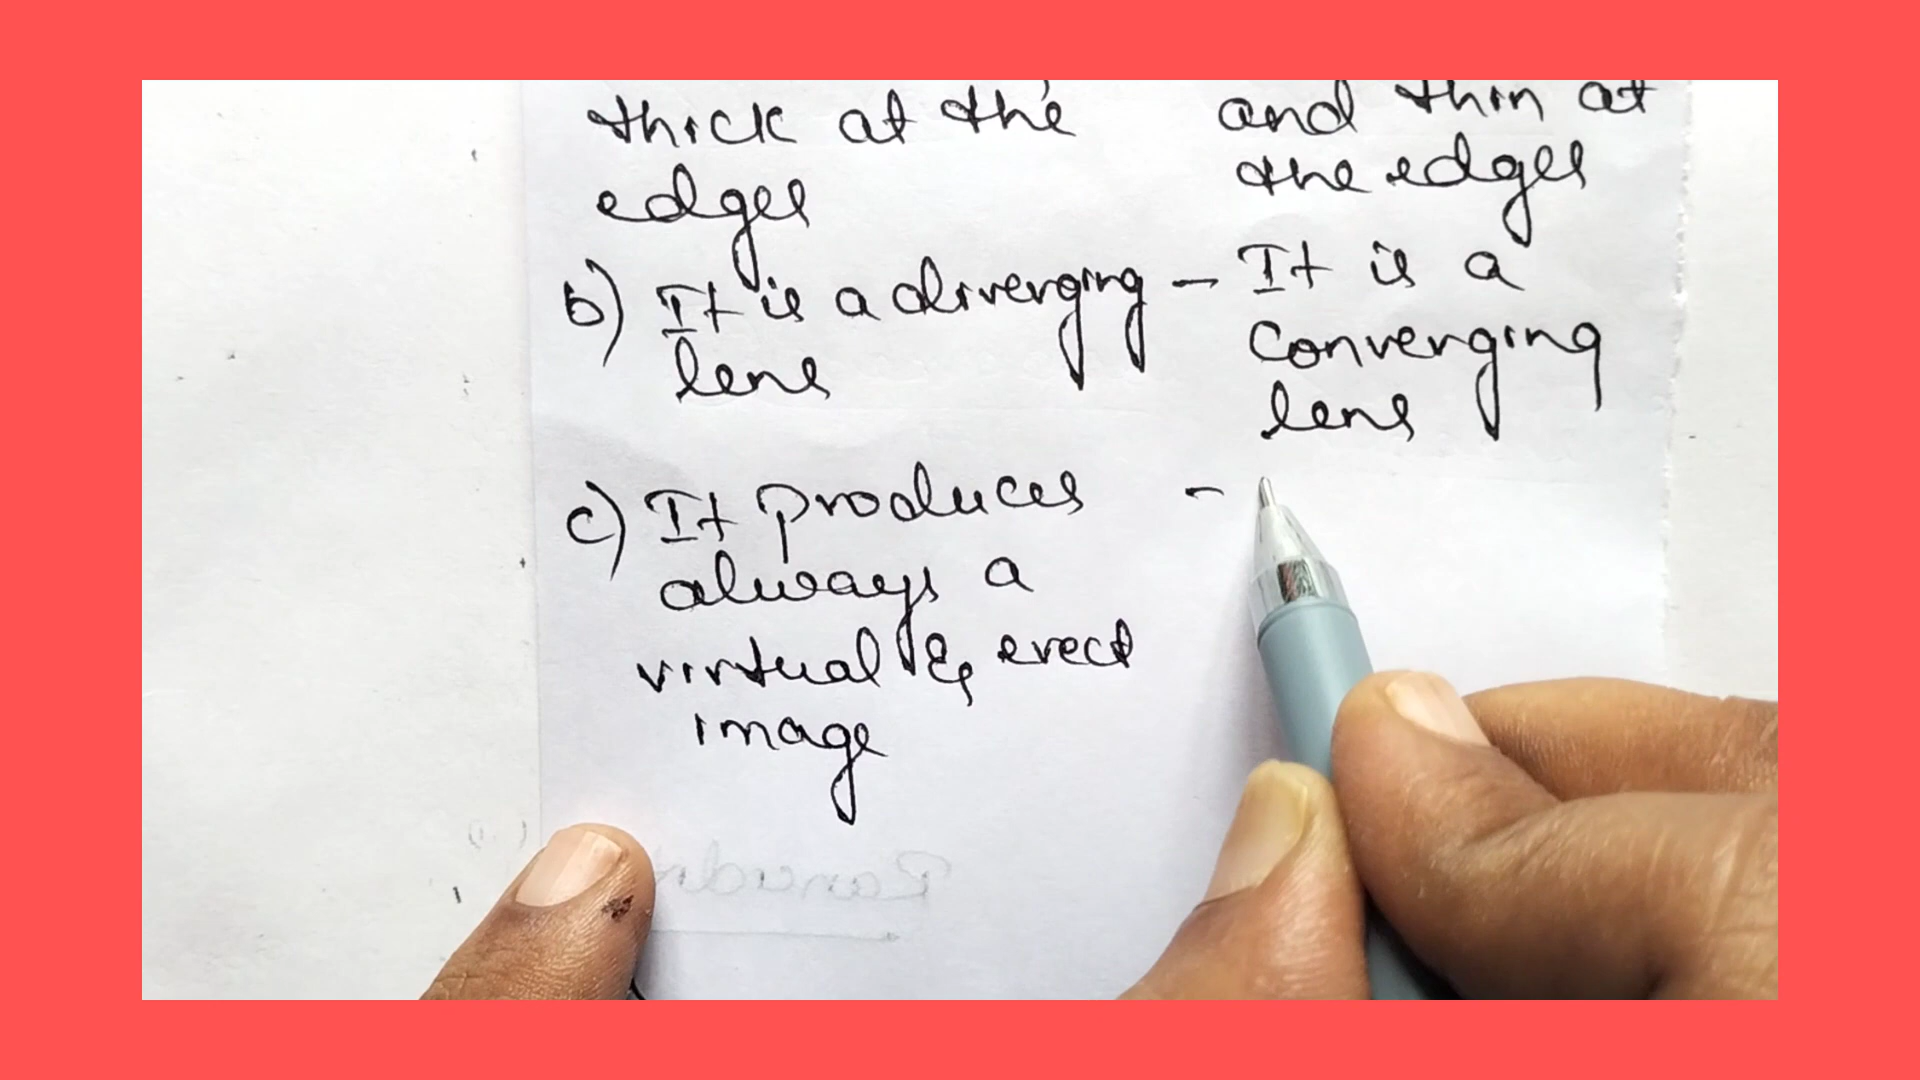 thick at the
edges
and thin at
the edges
b) It is a diverging - It is a
lens
converging
lens
c) It produces -
always a
virtual & erect
image